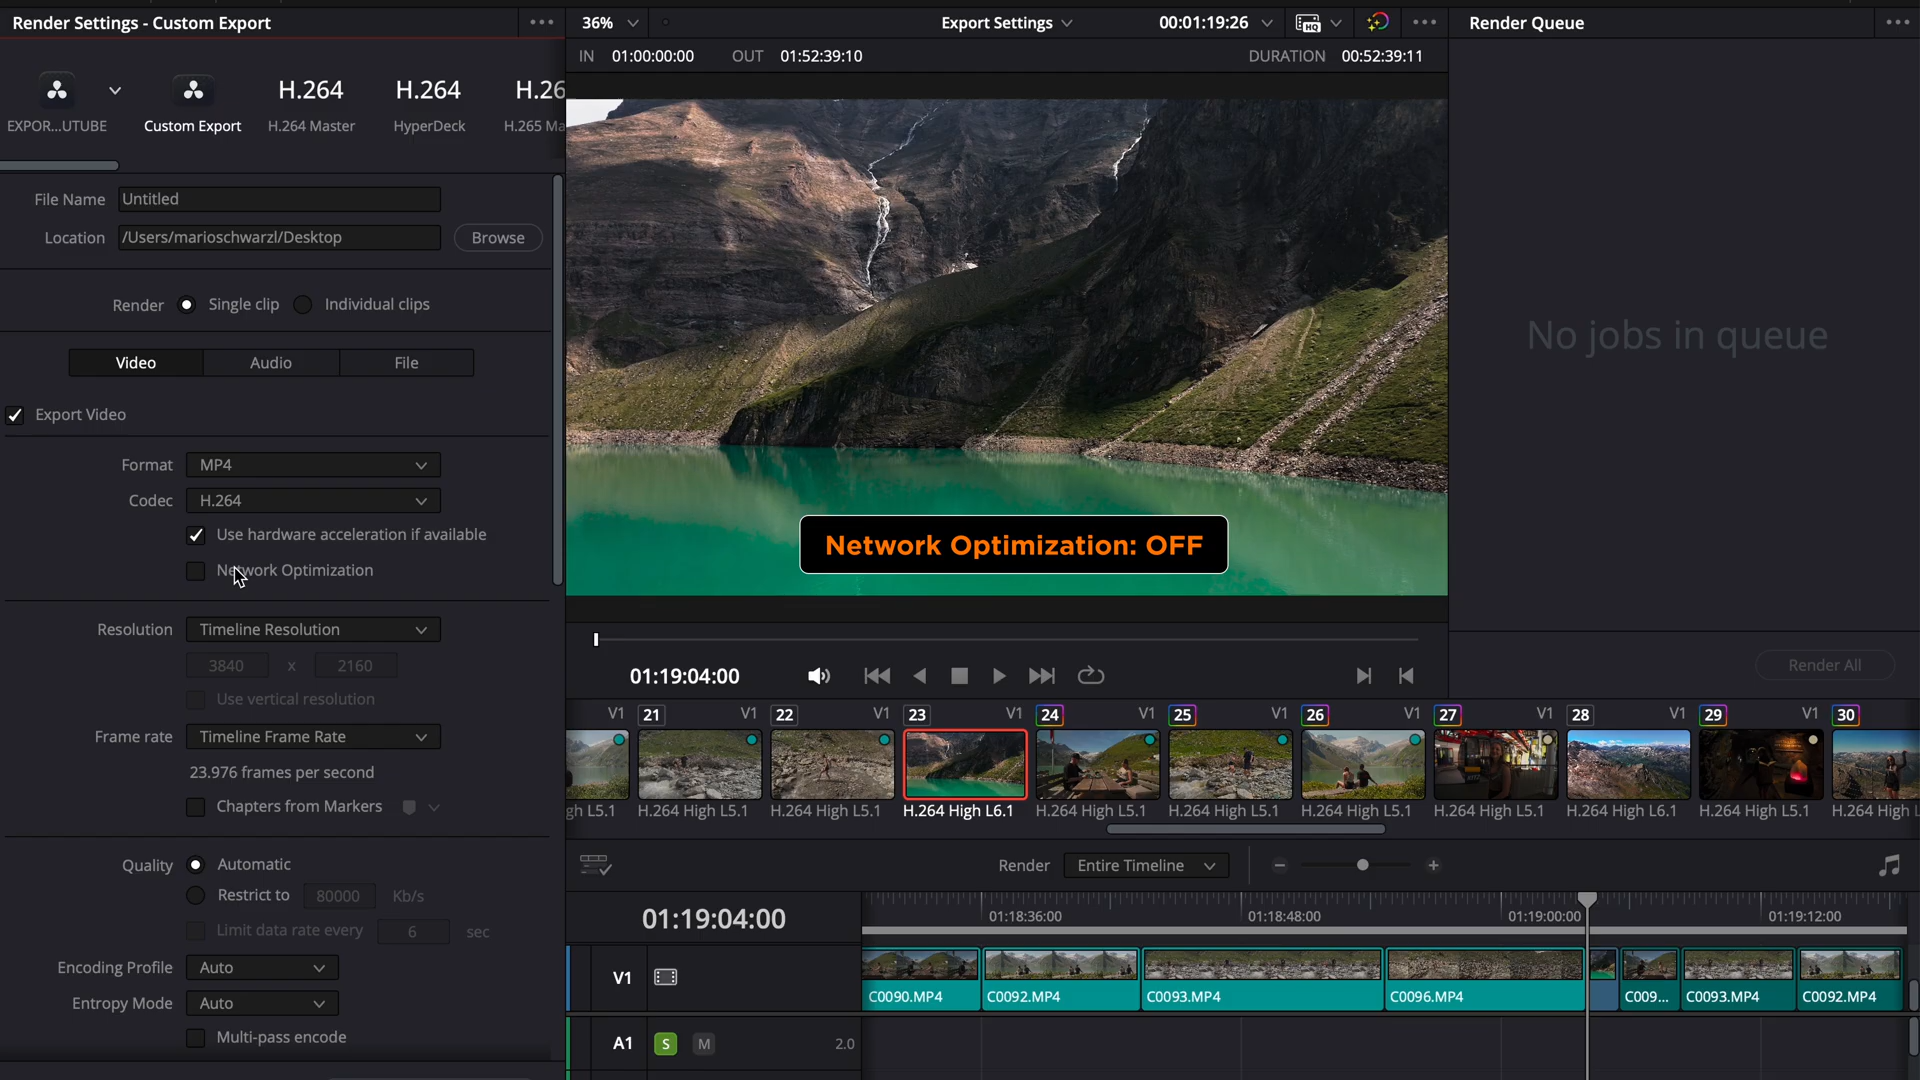 Render Settings - Custom Export
36%
Export Settings
00:01:19:26
HQ
Render Queue
IN 01:00:00:00 OUT 01:52:39:10
DURATION 00:52:39:11
H.264
H.264
H.26
EXPOR...UTUBE
Custom Export
H.264 Master
HyperDeck
H.265 Ma
File Name Untitled
Location /Users/marioschwarzl/Desktop Browse
Render Single clip Individual clips
No jobs in queue
Video Audio File
Export Video
Format MP4
Codec H.264
Use hardware acceleration if available
Network Optimization
Network Optimization: OFF
Resolution Timeline Resolution
3840 x 2160
Use vertical resolution
Frame rate Timeline Frame Rate
23.976 frames per second
Chapters from Markers
Quality Automatic
Restrict to 80000 Kb/s
Limit data rate every 6 sec
Encoding Profile Auto
Entropy Mode Auto
Multi-pass encode
01:19:04:00
Render All
V1 21 V1 22 V1 23 V1 24 V1 25 V1 26 V1 27 V1 28 V1 29 V1 30
gh L5.1 H.264 High L5.1 H.264 High L5.1 H.264 High L6.1 H.264 High L5.1 H.264 High L5.1 H.264 High L5.1 H.264 High L5.1 H.264 High L6.1 H.264 High L5.1 H.264 High L
Render Entire Timeline
01:19:04:00
01:18:36:00 01:18:48:00 01:19:00:00 01:19:12:00
V1
C0090.MP4 C0092.MP4 C0093.MP4 C0096.MP4 C009... C0093.MP4 C0092.MP4
A1 S M 2.0